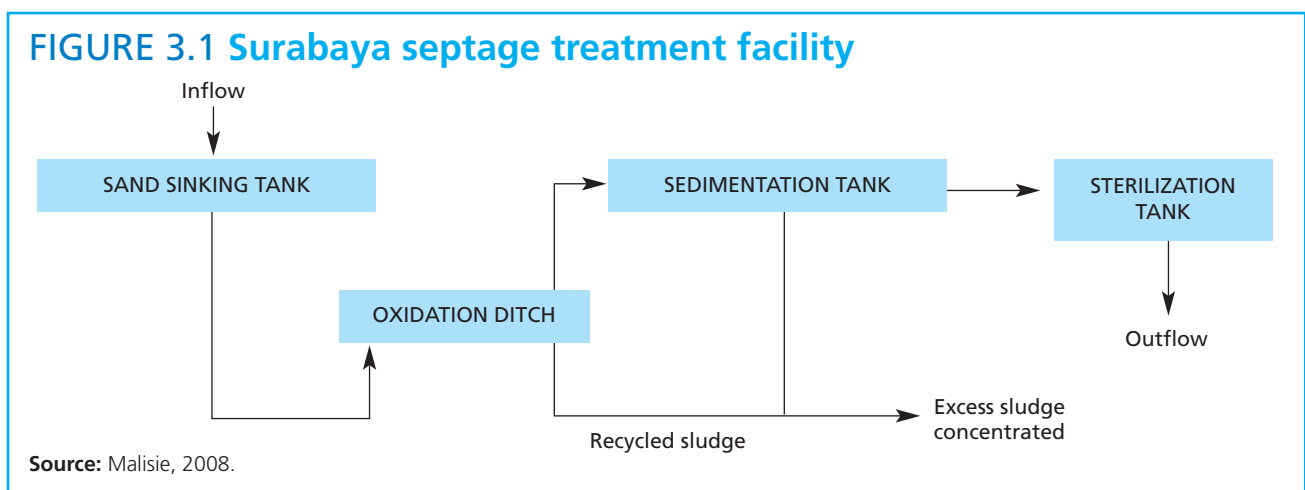 FIGURE 3.1 Surabaya septage treatment facility
Inflow
SAND SINKING TANK
SEDIMENTATION TANK
STERILIZATION
TANK
OXIDATION DITCH
Outflow
Recycled sludge
Excess sludge
concentrated
Source: Malisie, 2008.